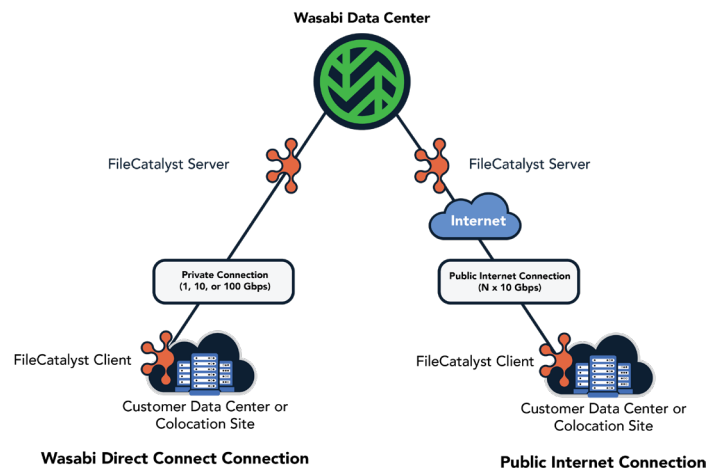 Wasabi Data Center
FileCatalyst Server
FileCatalyst Server
Internet
Private Connection
(1, 10, or 100 Gbps)
Public Internet Connection
(N x 10 Gbps)
FileCatalyst Client
FileCatalyst Client
Customer Data Center or
Colocation Site
Customer Data Center or
Colocation Site
Wasabi Direct Connect Connection
Public Internet Connection